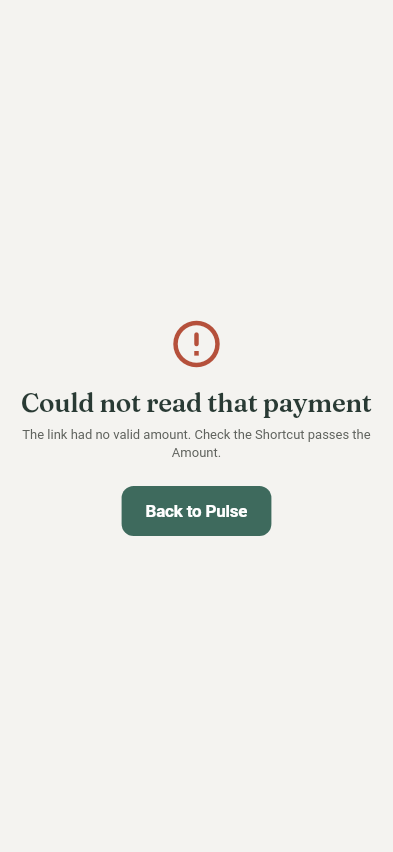 Could not read that payment
The link had no valid amount. Check the Shortcut passes the
Amount.
Back to Pulse